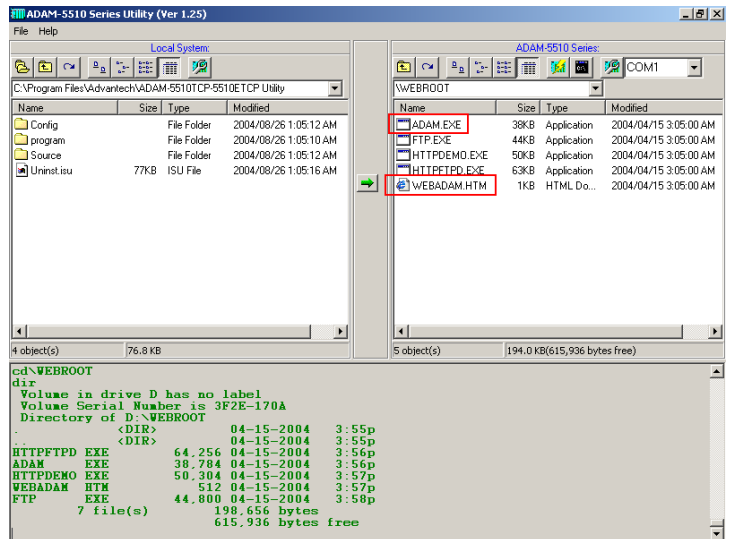 ADAM-5510 Series Utility (Ver 1.25)
File Help
Local System:
C:\Program Files\Advantech\ADAM-5510TCP-5510ETCP Utility
Name Size Type Modified
Config File Folder 2004/08/26 1:05:12 AM
program File Folder 2004/08/26 1:05:10 AM
Source File Folder 2004/08/26 1:05:12 AM
Uninst.isu 77KB ISU File 2004/08/26 1:05:16 AM
4 object(s) 76.8 KB
ADAM-5510 Series:
COM1
\WEBROOT
Name Size Type Modified
ADAM.EXE 38KB Application 2004/04/15 3:05:00 AM
FTP.EXE 44KB Application 2004/04/15 3:05:00 AM
HTTPDEMO.EXE 50KB Application 2004/04/15 3:05:00 AM
HTTPFTPD.EXE 63KB Application 2004/04/15 3:05:00 AM
WEBADAM.HTM 1KB HTML Do... 2004/04/15 3:05:00 AM
5 object(s) 194.0 KB(615,936 bytes free)
cd\WEBROOT
dir
Volume in drive D has no label
Volume Serial Number is 3F2E-170A
Directory of D:\WEBROOT
. <DIR> 04-15-2004 3:55p
.. <DIR> 04-15-2004 3:55p
HTTPFTPD EXE 64,256 04-15-2004 3:56p
ADAM EXE 38,784 04-15-2004 3:56p
HTTPDEMO EXE 50,304 04-15-2004 3:57p
WEBADAM HTM 512 04-15-2004 3:57p
FTP EXE 44,800 04-15-2004 3:58p
7 file(s) 198,656 bytes
615,936 bytes free